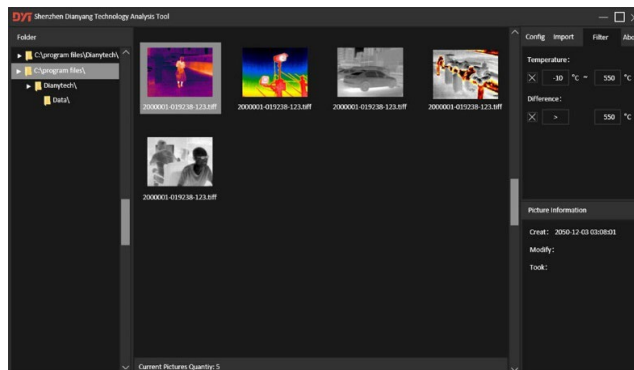 DYT Shenzhen Dianyang Technology Analysis Tool
Folder
C:\program files\Dianytech\
C:\program files\
Dianytech\
Data\
2000001-019238-123.tiff
2000001-019238-123.tiff
2000001-019238-123.tiff
2000001-019238-123.tiff
2000001-019238-123.tiff
Current Pictures Quantiy: 5
Config Import Filter Abo
Temperature:
-10 °C ~ 550 °C
Difference:
> 550 °C
Picture Information
Creat: 2050-12-03 03:08:01
Modify:
Took: